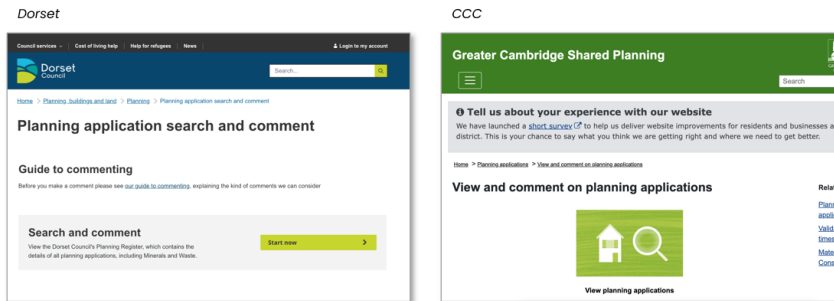 Dorset
Council services
Cost of living help
Help for refugees
News
Login to my account
Dorset
Council
Search...
Home > Planning, buildings and land > Planning > Planning application search and comment
Planning application search and comment
Guide to commenting
Before you make a comment please see our guide to commenting, explaining the kind of comments we can consider
Search and comment
View the Dorset Council's Planning Register, which contains the
details of all planning applications, including Minerals and Waste.
Start now
CCC
Greater Cambridge Shared Planning
Search
Tell us about your experience with our website
We have launched a short survey to help us deliver website improvements for residents and businesses a
district. This is your chance to say what you think we are getting right and where we need to get better.
Home > Planning applications > View and comment on planning applications
View and comment on planning applications
View planning applications
Rela
Plann
appli
Valid
times
Mate
Cons